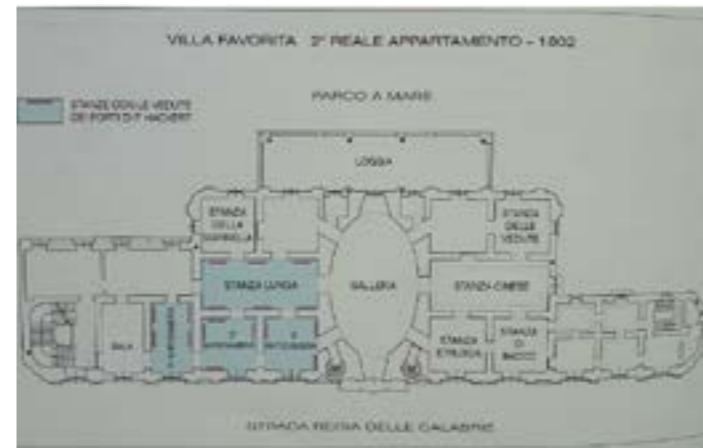 VILLA FAVORITA 2° REALE APPARTAMENTO - 1802
PARCO A MARE
STANZE CON LE VEDUTE
DEI PORTI DI F. HACKERT
LOGGIA
STANZA
DELLA
STANZA
DELLE
VEDUTE
STANZA LUNGA
GALLERIA
STANZA CINESE
SALA
STANZA
ETRUSCA
STANZA
DI
BACCO
STRADA REGIA DELLE CALABRIE